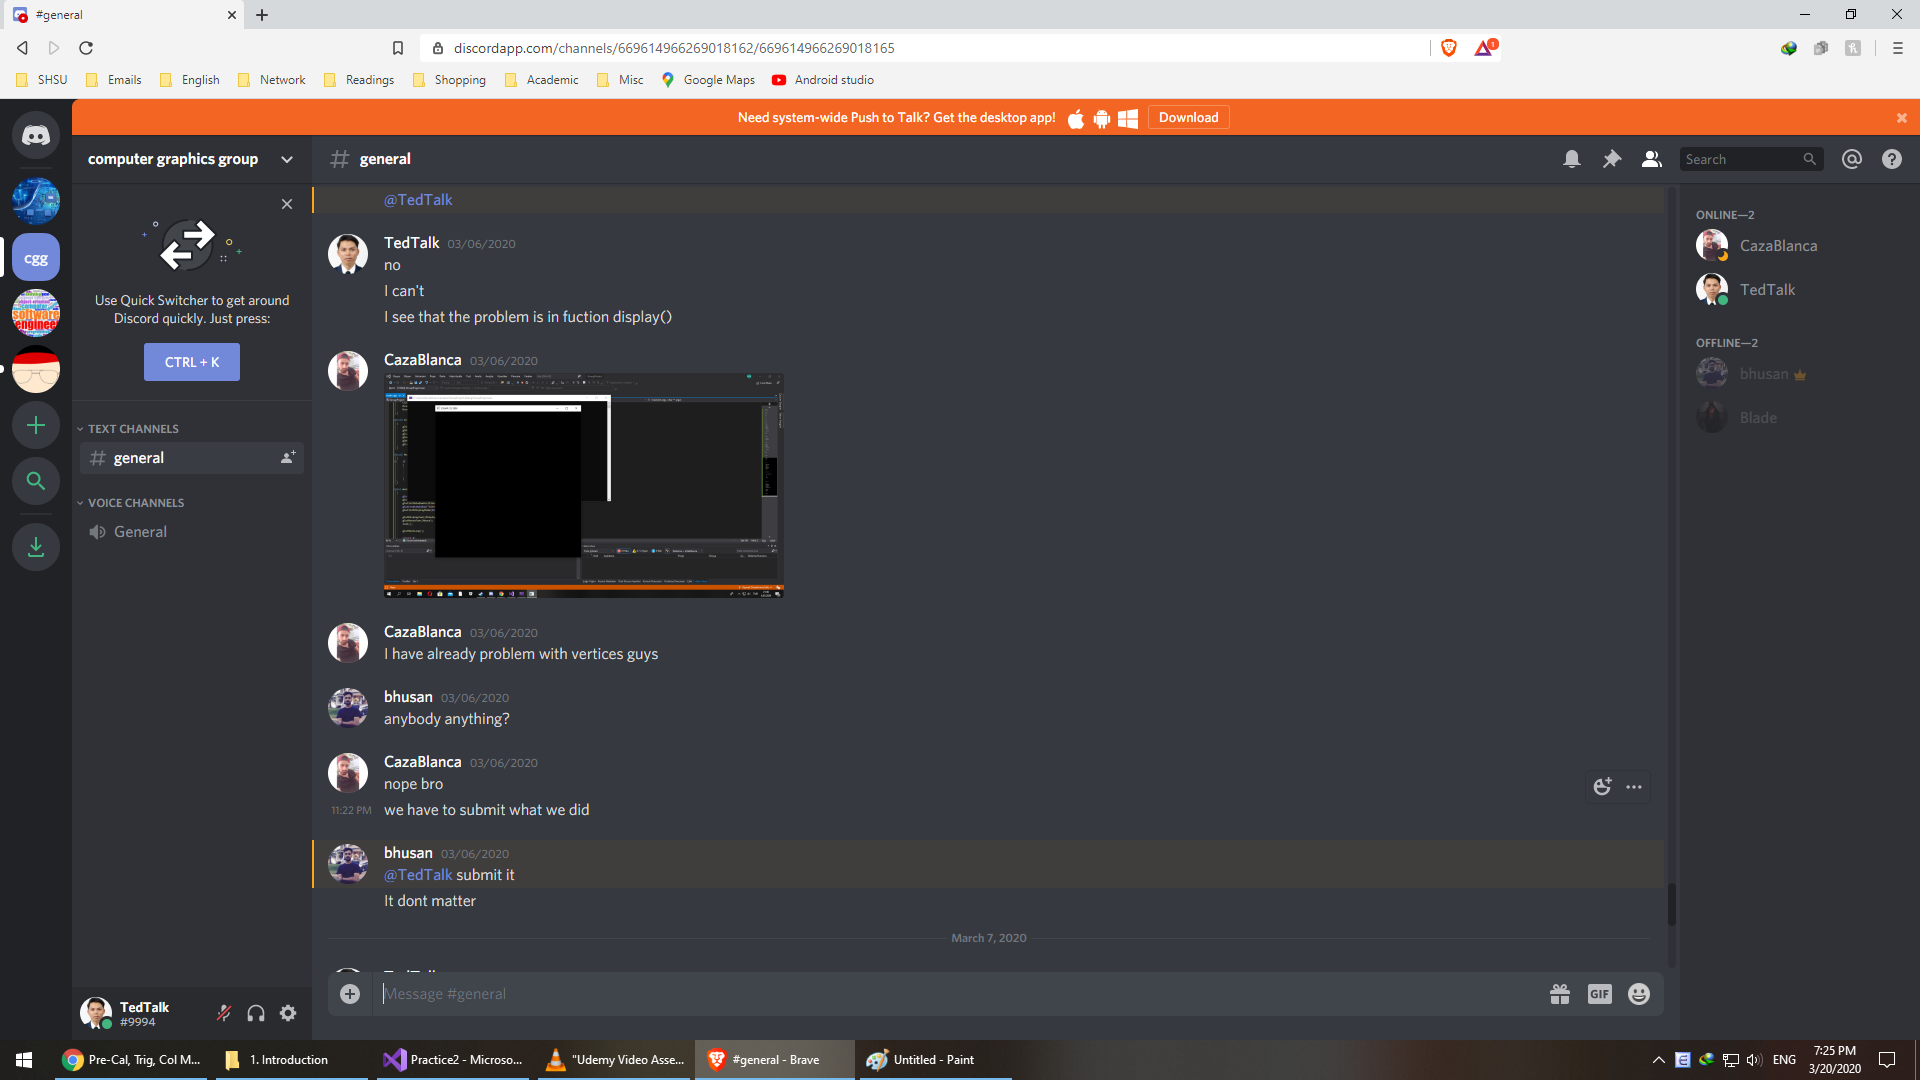 #general
discordapp.com/channels/669614966269018162/669614966269018165
1
SHSU
Emails
English
Network
Readings
Shopping
Academic
Misc
Google Maps
Android studio
Need system-wide Push to Talk? Get the desktop app!
Download
computer graphics group
general
Search
cgg
Use Quick Switcher to get around
Discord quickly. Just press:
CTRL + K
TEXT CHANNELS
general
VOICE CHANNELS
General
@TedTalk
TedTalk 03/06/2020
no
I can't
I see that the problem is in fuction display()
CazaBlanca 03/06/2020
CazaBlanca 03/06/2020
I have already problem with vertices guys
bhusan 03/06/2020
anybody anything?
CazaBlanca 03/06/2020
nope bro
11:22 PM we have to submit what we did
bhusan 03/06/2020
@TedTalk submit it
It dont matter
March 7, 2020
Message #general
GIF
ONLINE—2
CazaBlanca
TedTalk
OFFLINE—2
bhusan
Blade
TedTalk
#9994
Pre-Cal, Trig, Col M...
1. Introduction
Practice2 - Microso...
"Udemy Video Asse...
#general - Brave
Untitled - Paint
ENG
7:25 PM
3/20/2020